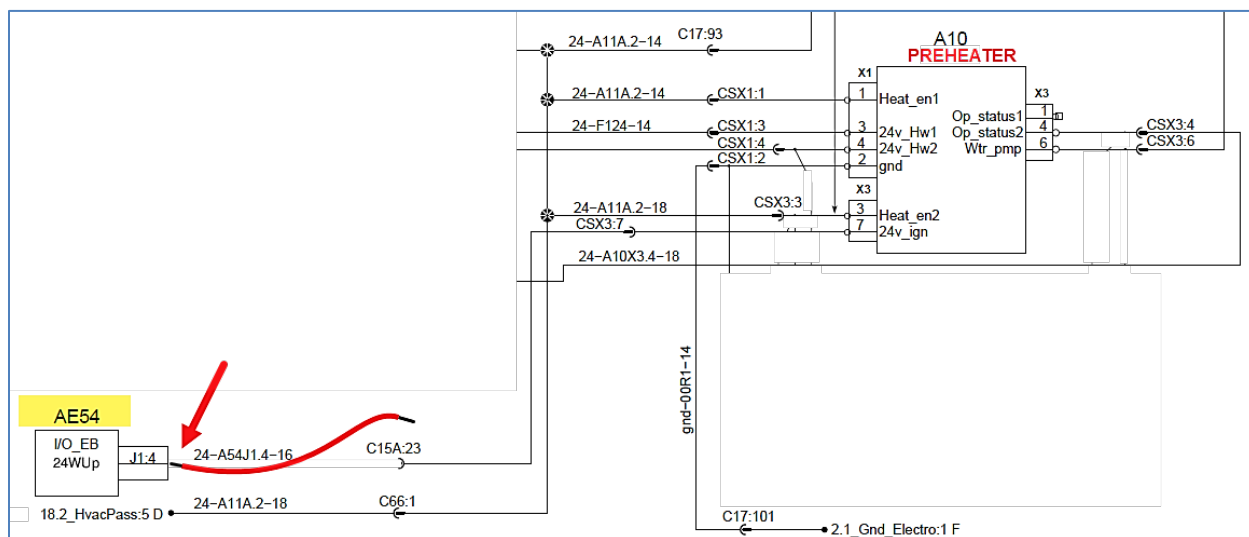 24-A11A.2-14 C17:93
A10
PREHEATER
X1
24-A11A.2-14 CSX1:1 1 Heat_en1
X3
Op_status1 1
24-F124-14 CSX1:3 3 24v_Hw1
Op_status2 4 CSX3:4
CSX1:4 4 24v_Hw2
Wtr_pmp 6 CSX3:6
CSX1:2 2 gnd
X3
24-A11A.2-18 CSX3:3 3 Heat_en2
CSX3:7 7 24v_ign
24-A10X3.4-18
gnd-00R1-14
AE54
I/O_EB
24WUp
J1:4
24-A54J1.4-16 C15A:23
24-A11A.2-18 C66:1
18.2_HvacPass:5 D
C17:101
2.1_Gnd_Electro:1 F